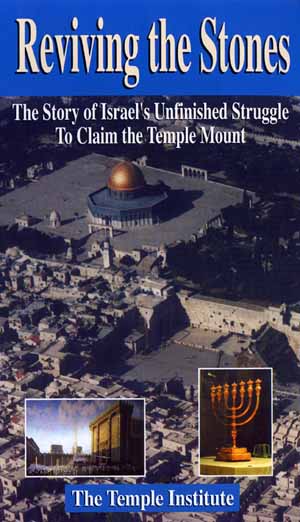 Reviving the Stones
The Story of Israel's Unfinished Struggle
To Claim the Temple Mount
The Temple Institute